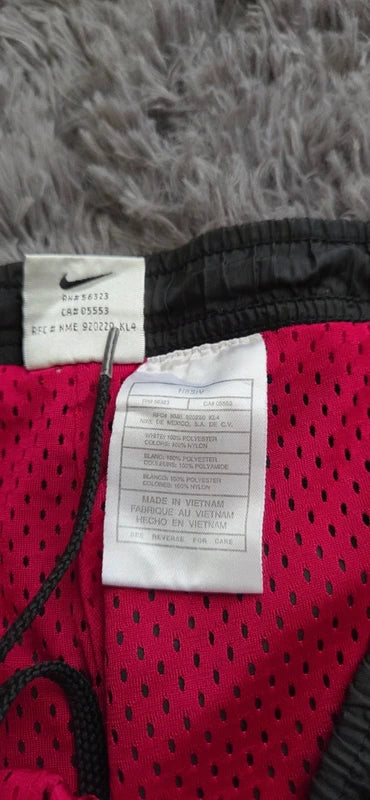 RN# 56323
CA# 05553
RFC # NME 920220 KL4
RN# 56323 CA# 05553
RFC# NME 920220 KL4
NIKE DE MEXICO, S.A. DE C.V.
WHITE: 100% POLYESTER
COLORS: 100% NYLON
BLANC: 100% POLYESTER
COULEURS: 100% POLYAMIDE
BLANCO: 100% POLYESTER
COLORES: 100% NYLON
MADE IN VIETNAM
FABRIQUE AU VIETNAM
HECHO EN VIETNAM
SEE REVERSE FOR CARE